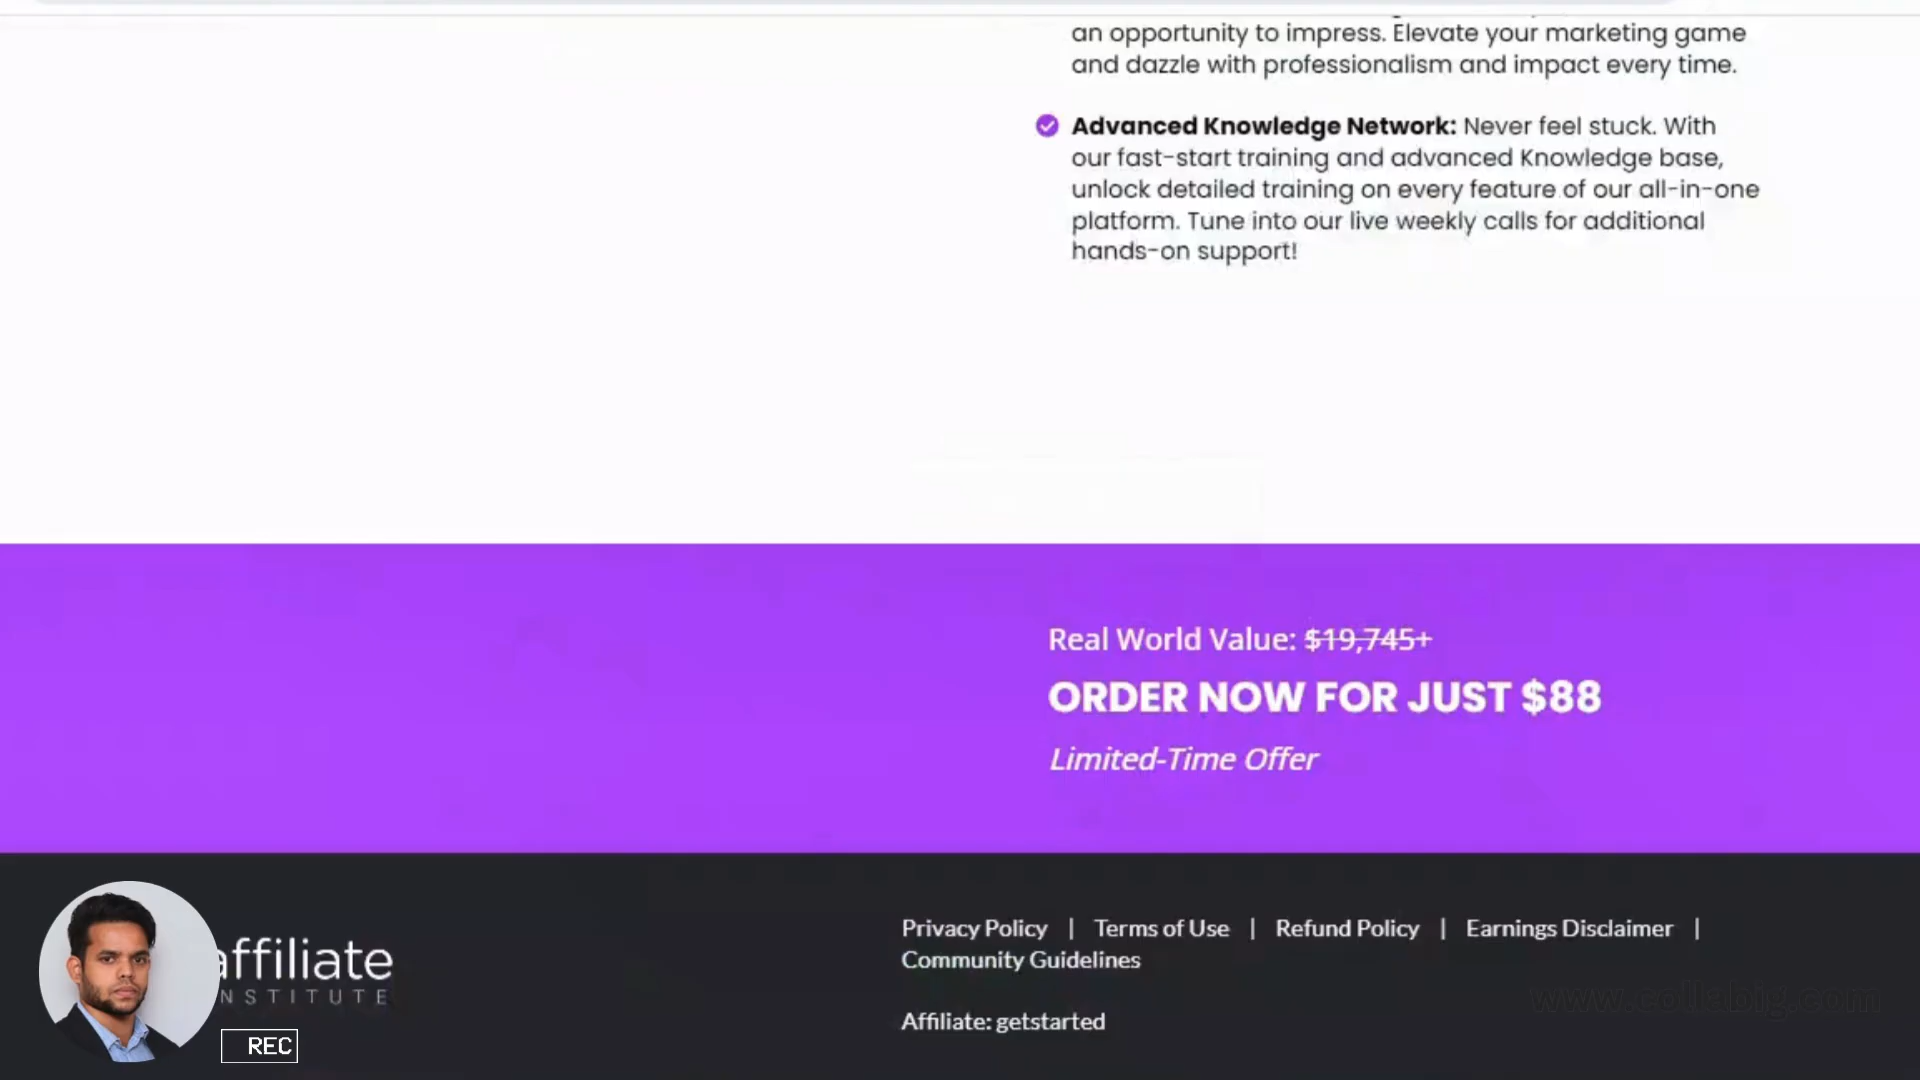 an opportunity to impress. Elevate your marketing game
and dazzle with professionalism and impact every time.
Advanced Knowledge Network: Never feel stuck. With
our fast-start training and advanced Knowledge base,
unlock detailed training on every feature of our all-in-one
platform. Tune into our live weekly calls for additional
hands-on support!
Real World Value: $19,745+
ORDER NOW FOR JUST $88
Limited-Time Offer
affiliate
NSTITUTE
REC
Privacy Policy | Terms of Use | Refund Policy | Earnings Disclaimer |
Community Guidelines
Affiliate: getstarted
www.collabig.com